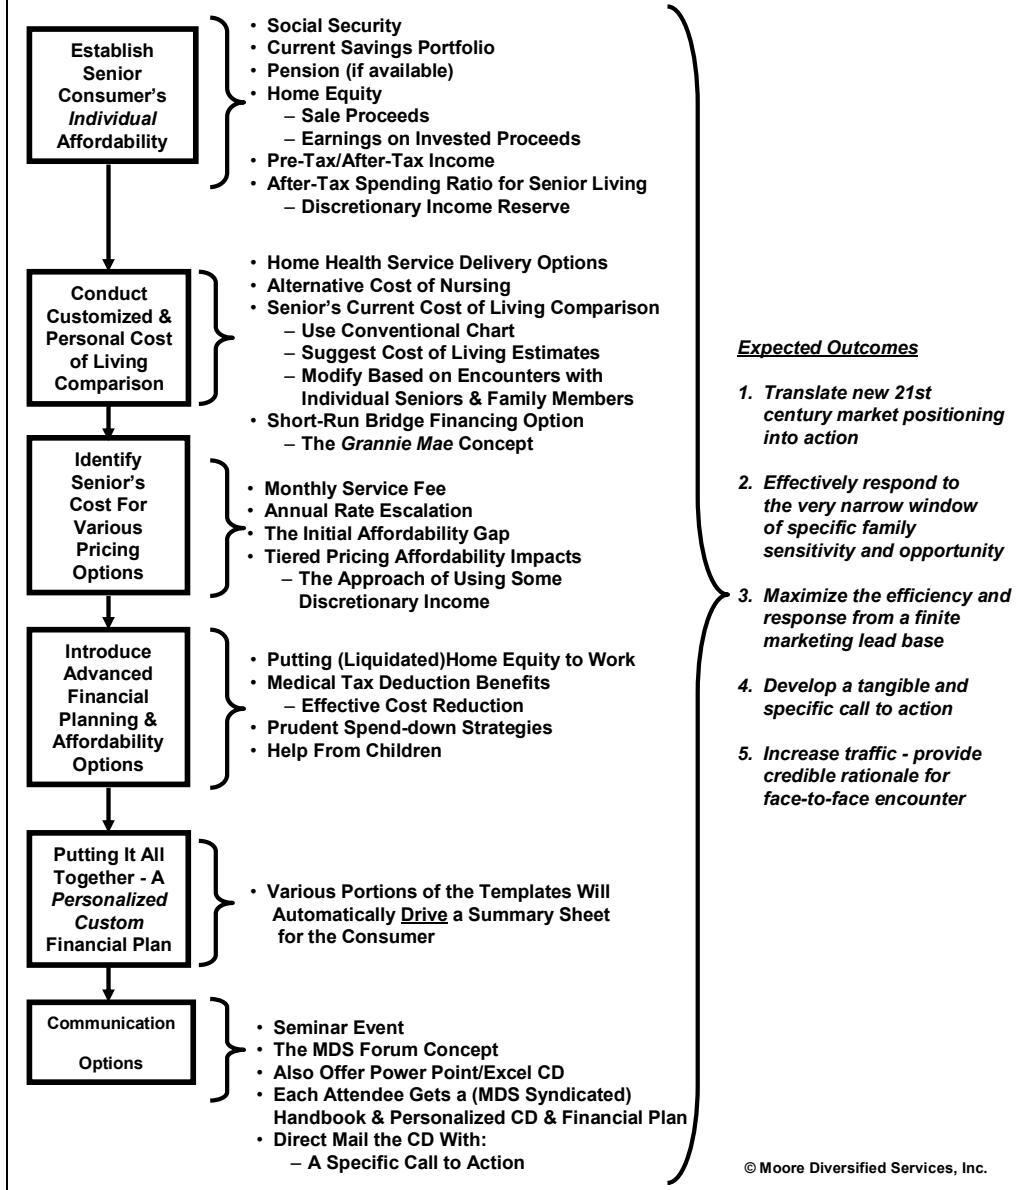 Establish
Senior
Consumer's
Individual
Affordability
• Social Security
• Current Savings Portfolio
• Pension (if available)
• Home Equity
– Sale Proceeds
– Earnings on Invested Proceeds
• Pre-Tax/After-Tax Income
• After-Tax Spending Ratio for Senior Living
– Discretionary Income Reserve
Conduct
Customized &
Personal Cost
of Living
Comparison
• Home Health Service Delivery Options
• Alternative Cost of Nursing
• Senior's Current Cost of Living Comparison
– Use Conventional Chart
– Suggest Cost of Living Estimates
– Modify Based on Encounters with
Individual Seniors & Family Members
• Short-Run Bridge Financing Option
– The Grannie Mae Concept
Identify
Senior's
Cost For
Various
Pricing
Options
• Monthly Service Fee
• Annual Rate Escalation
• The Initial Affordability Gap
• Tiered Pricing Affordability Impacts
– The Approach of Using Some
Discretionary Income
Introduce
Advanced
Financial
Planning &
Affordability
Options
• Putting (Liquidated)Home Equity to Work
• Medical Tax Deduction Benefits
– Effective Cost Reduction
• Prudent Spend-down Strategies
• Help From Children
Putting It All
Together - A
Personalized
Custom
Financial Plan
• Various Portions of the Templates Will
Automatically Drive a Summary Sheet
for the Consumer
Communication
Options
• Seminar Event
• The MDS Forum Concept
• Also Offer Power Point/Excel CD
• Each Attendee Gets a (MDS Syndicated)
Handbook & Personalized CD & Financial Plan
• Direct Mail the CD With:
– A Specific Call to Action
Expected Outcomes
1. Translate new 21st
century market positioning
into action
2. Effectively respond to
the very narrow window
of specific family
sensitivity and opportunity
3. Maximize the efficiency and
response from a finite
marketing lead base
4. Develop a tangible and
specific call to action
5. Increase traffic - provide
credible rationale for
face-to-face encounter
© Moore Diversified Services, Inc.